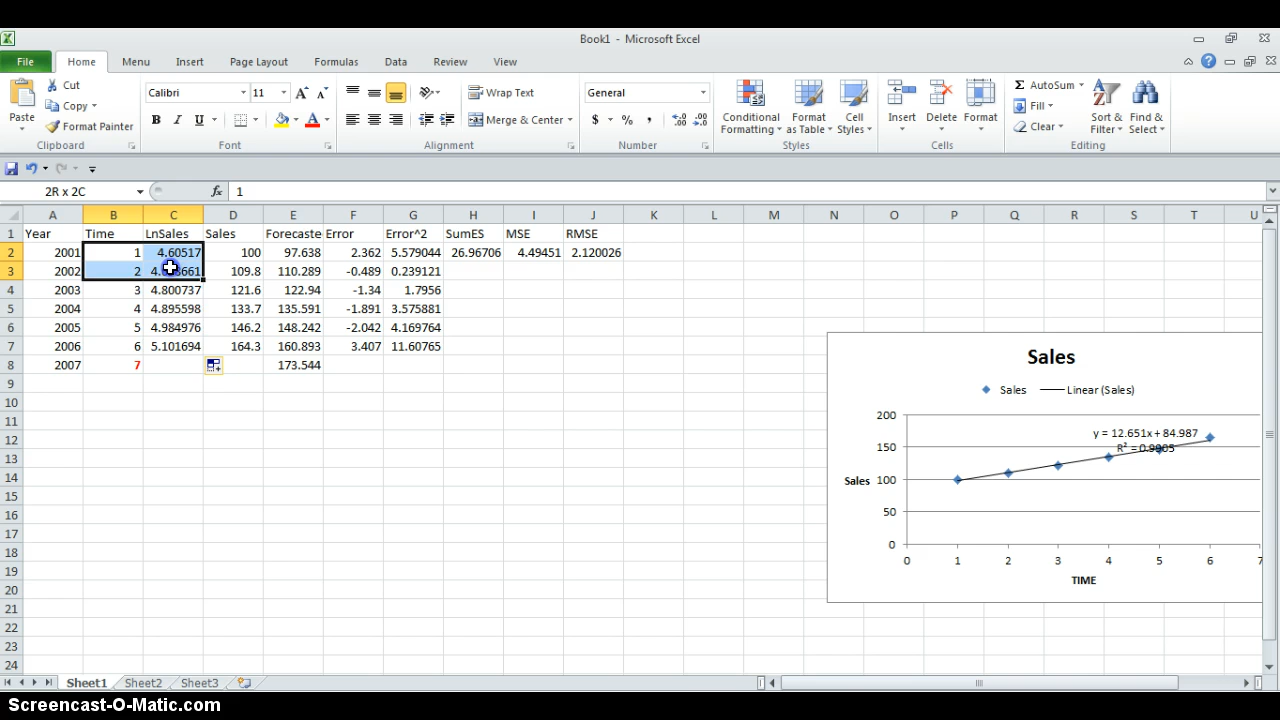 Book1 - Microsoft Excel
File Home Menu Insert Page Layout Formulas Data Review View
Paste
Cut
Copy
Format Painter
Calibri 11
B I U
Wrap Text
Merge & Center
General
$ % ,
Conditional Formatting
Format as Table
Cell Styles
Insert
Delete
Format
AutoSum
Fill
Clear
Sort & Filter
Find & Select
Clipboard Font Alignment Number Styles Cells Editing
2R x 2C fx 1
A B C D E F G H I J K L M N O P Q R S T U
1 Year Time LnSales Sales Forecaste Error Error^2 SumES MSE RMSE
2 2001 1 4.60517 100 97.638 2.362 5.579044 26.96706 4.49451 2.120026
3 2002 2 109.8 110.289 -0.489 0.239121
4 2003 3 4.800737 121.6 122.94 -1.34 1.7956
5 2004 4 4.895598 133.7 135.591 -1.891 3.575881
6 2005 5 4.984976 146.2 148.242 -2.042 4.169764
7 2006 6 5.101694 164.3 160.893 3.407 11.60765
8 2007 7 173.544
9
10
11
12
13
14
15
16
17
18
19
20
21
22
23
24
Sales
Sales Linear (Sales)
200
150
100
50
0
y = 12.651x + 84.987
R² = 0.9905
Sales
0 1 2 3 4 5 6 7
TIME
Sheet1 Sheet2 Sheet3
Screencast-O-Matic.com